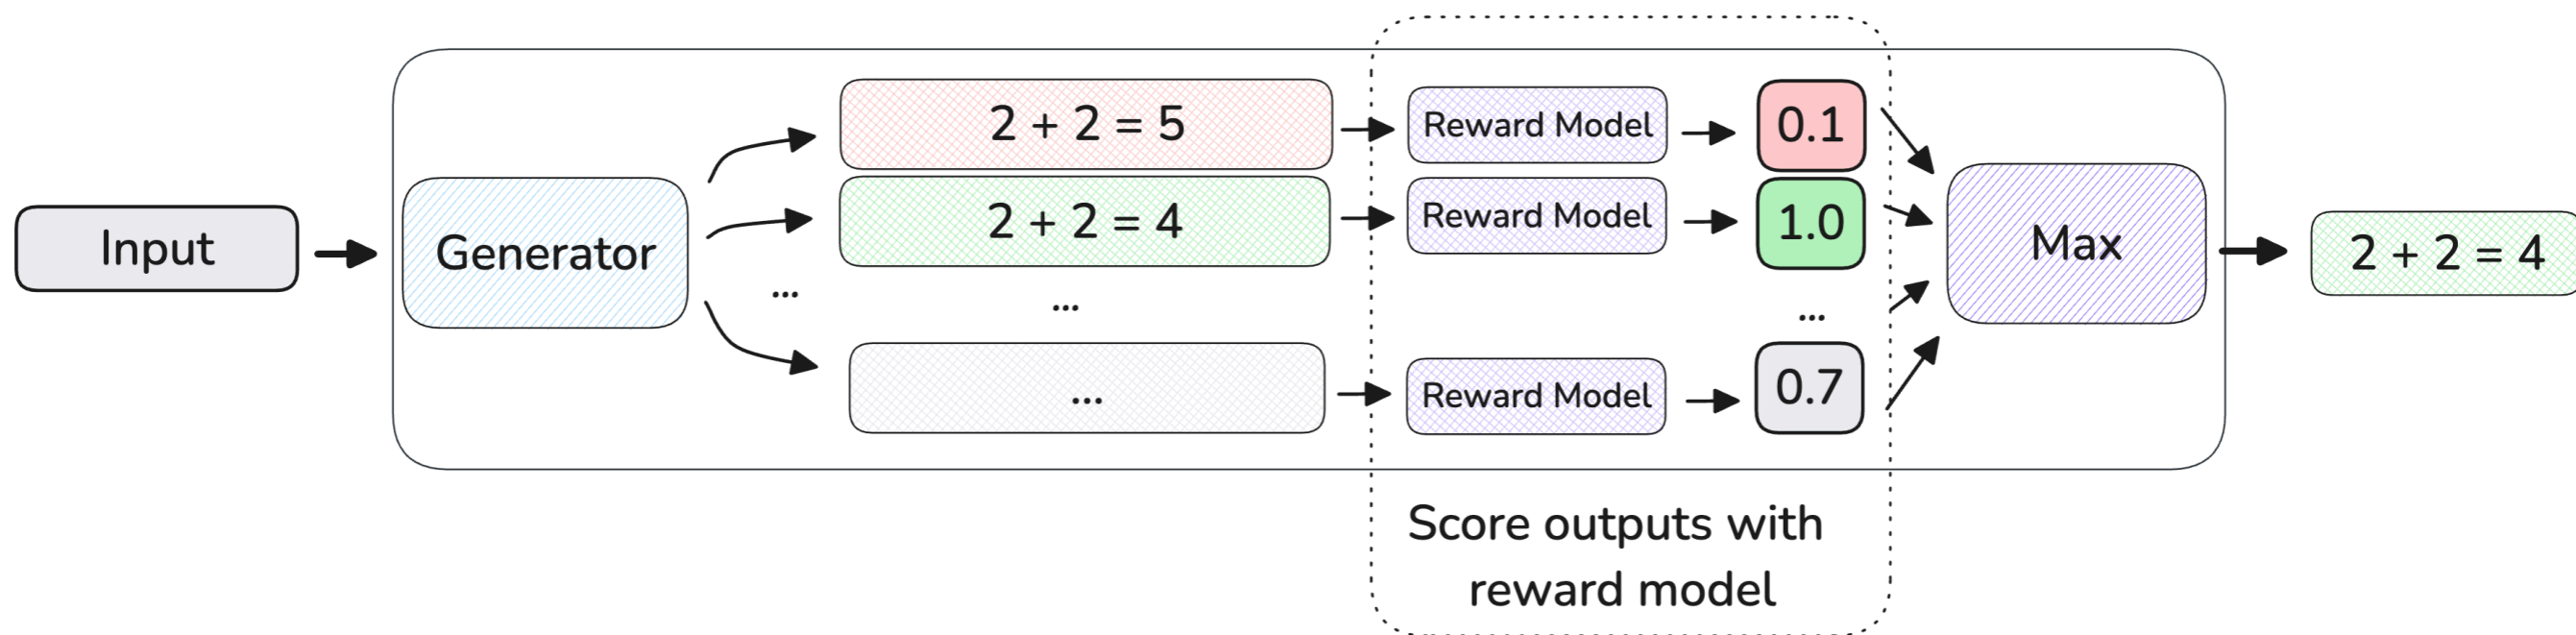 Input
Generator
...
2 + 2 = 5
2 + 2 = 4
...
...
Reward Model
0.1
Reward Model
1.0
...
Reward Model
0.7
Max
2 + 2 = 4
Score outputs with
reward model